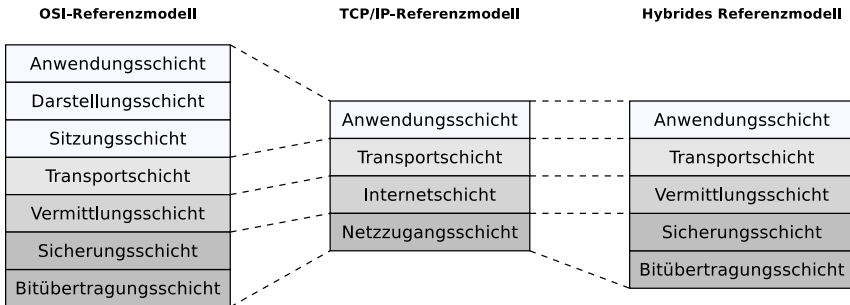 OSI-Referenzmodell
Anwendungsschicht
Darstellungsschicht
Sitzungsschicht
Transportschicht
Vermittlungsschicht
Sicherungsschicht
Bitübertragungsschicht
TCP/IP-Referenzmodell
Anwendungsschicht
Transportschicht
Internetschicht
Netzzugangsschicht
Hybrides Referenzmodell
Anwendungsschicht
Transportschicht
Vermittlungsschicht
Sicherungsschicht
Bitübertragungsschicht